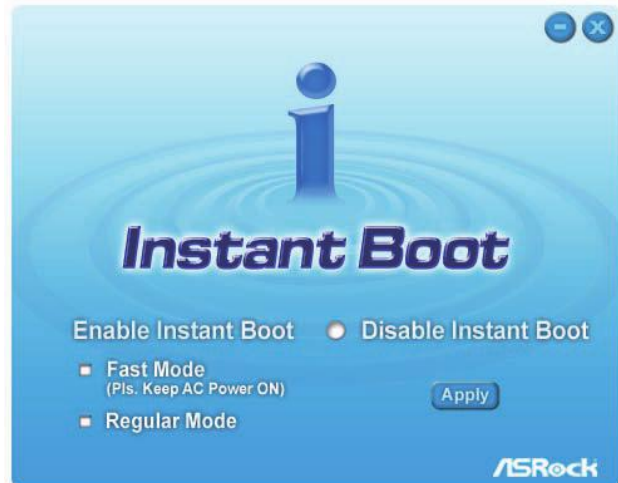 Instant Boot
Enable Instant Boot
Disable Instant Boot
Fast Mode
(Pls. Keep AC Power ON)
Regular Mode
Apply
ASRock